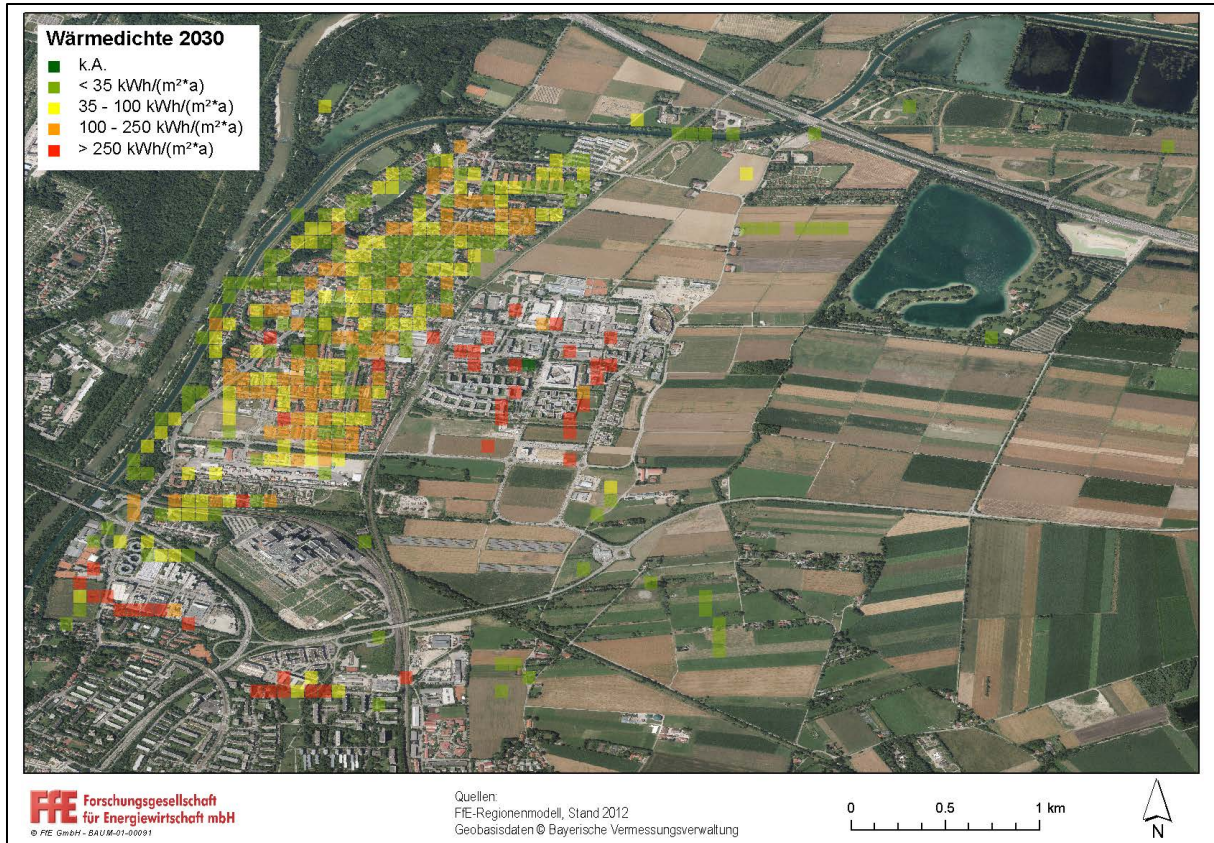 Wärmedichte 2030
k.A.
< 35 kWh/(m²*a)
35 - 100 kWh/(m²*a)
100 - 250 kWh/(m²*a)
> 250 kWh/(m²*a)
FfE Forschungsgesellschaft
für Energiewirtschaft mbH
© FfE GmbH - BAUM-01-00091
Quellen:
FfE-Regionenmodell, Stand 2012
Geobasisdaten © Bayerische Vermessungsverwaltung
0 0.5 1 km
N